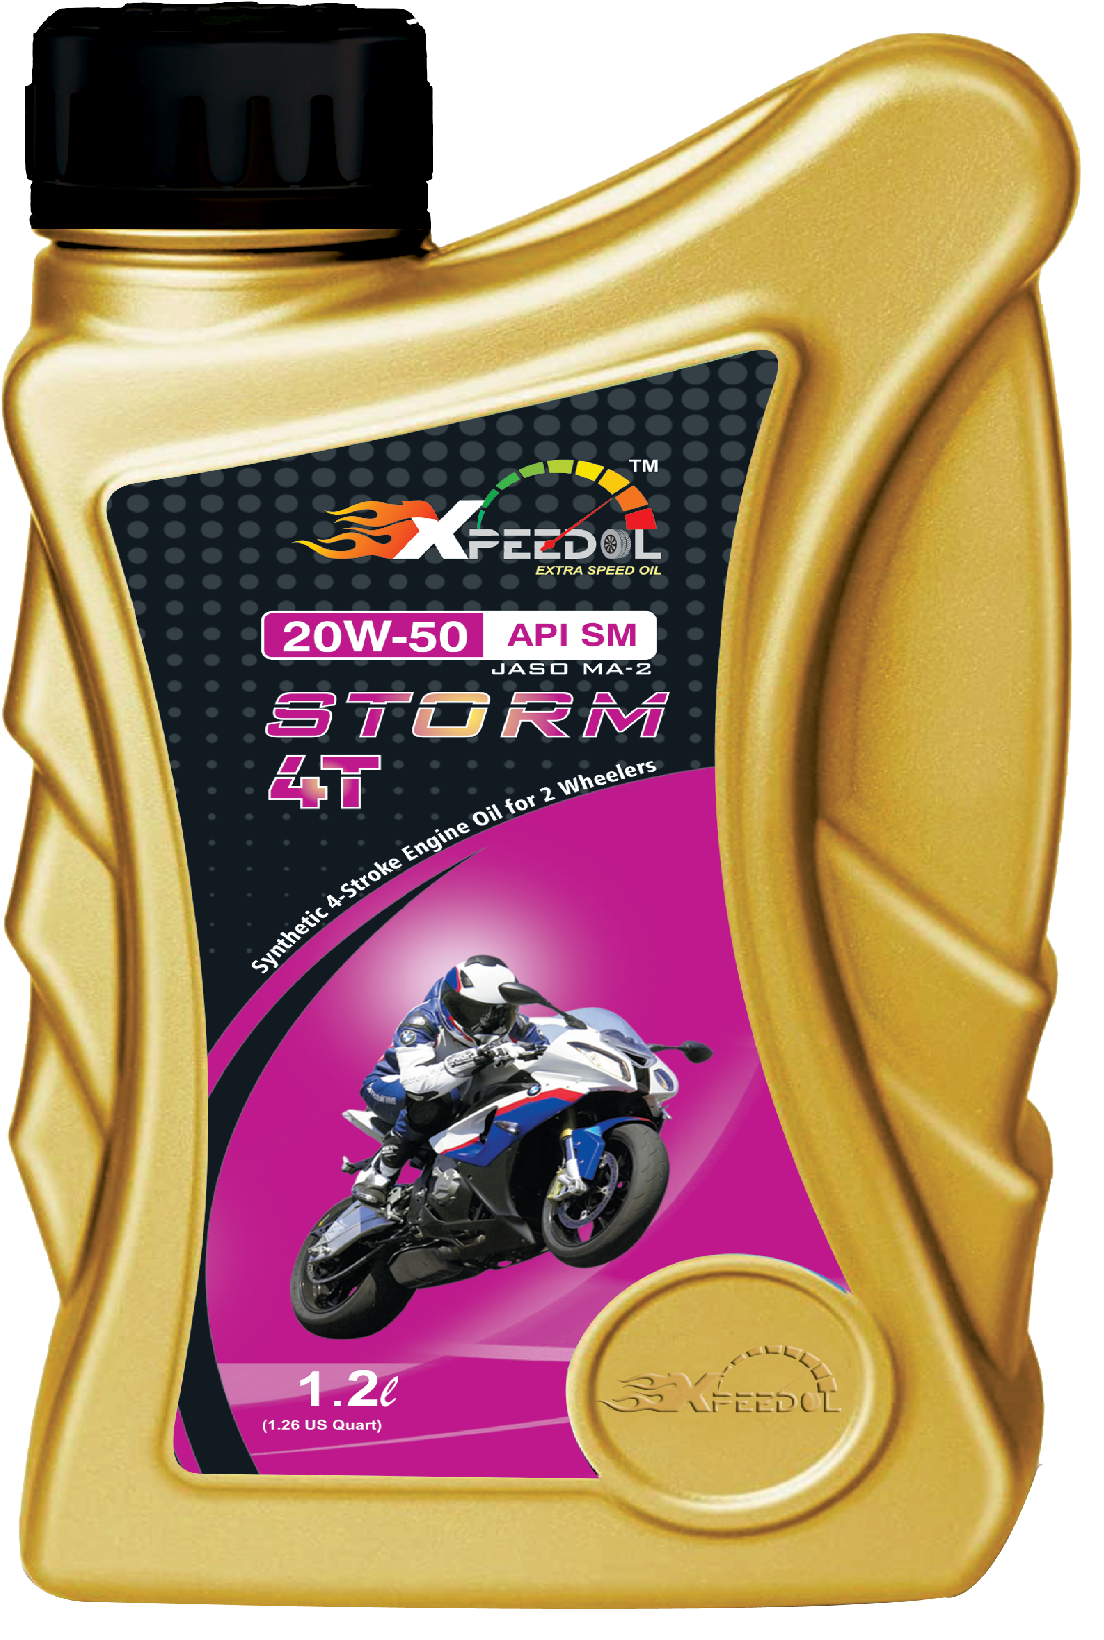 XPEEDOL TM
EXTRA SPEED OIL
20W-50 API SM
JASO MA-2
STORM
4T
Synthetic 4-Stroke Engine Oil for 2 Wheelers
1.2ℓ
(1.26 US Quart)
XPEEDOL